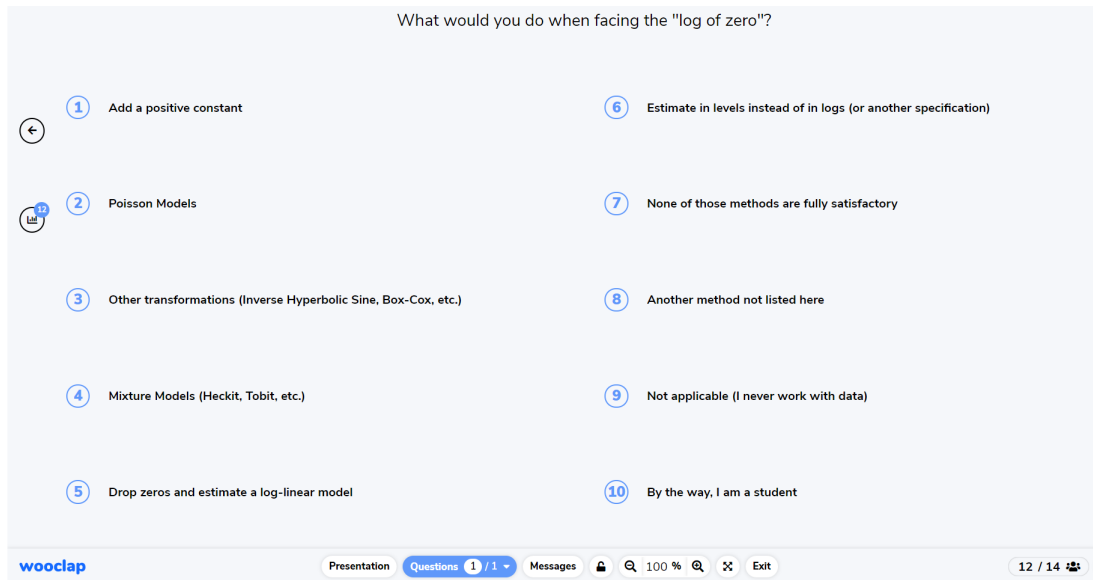 What would you do when facing the "log of zero"?
1 Add a positive constant
2 Poisson Models
3 Other transformations (Inverse Hyperbolic Sine, Box-Cox, etc.)
4 Mixture Models (Heckit, Tobit, etc.)
5 Drop zeros and estimate a log-linear model
6 Estimate in levels instead of in logs (or another specification)
7 None of those methods are fully satisfactory
8 Another method not listed here
9 Not applicable (I never work with data)
10 By the way, I am a student
12
wooclap Presentation Questions 1 / 1 Messages 100 % Exit 12 / 14